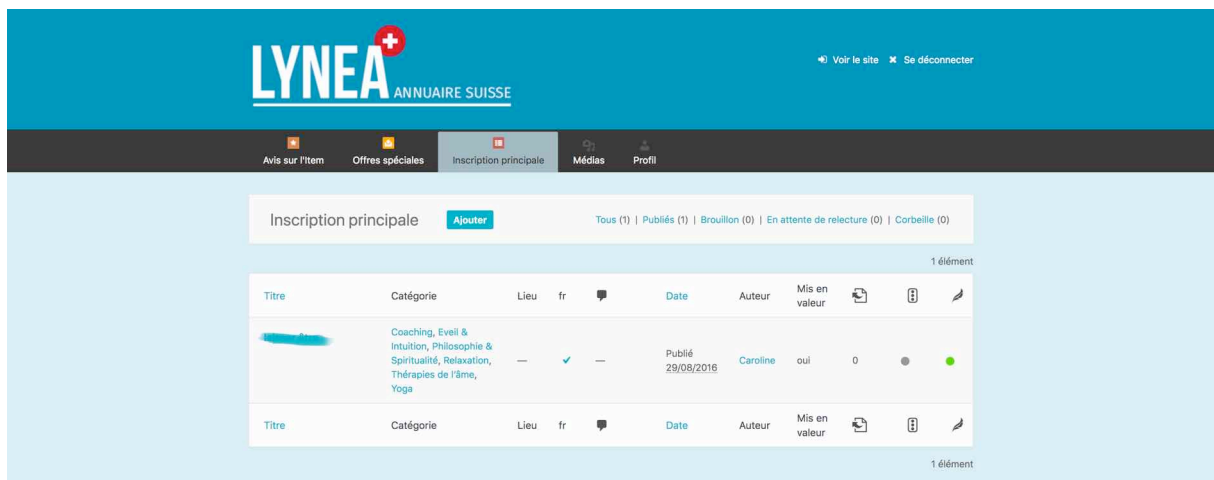 LYNEA
ANNUAIRE SUISSE
Voir le site Se déconnecter
Avis sur l'Item Offres spéciales Inscription principale Médias Profil
Inscription principale Ajouter Tous (1) | Publiés (1) | Brouillon (0) | En attente de relecture (0) | Corbeille (0)
1 élément
Titre Catégorie Lieu fr Date Auteur Mis en
valeur
Coaching, Eveil &
Intuition, Philosophie &
Spiritualité, Relaxation,
Thérapies de l'âme,
Yoga
— — Publié
29/08/2016
Caroline oui 0
Titre Catégorie Lieu fr Date Auteur Mis en
valeur
1 élément